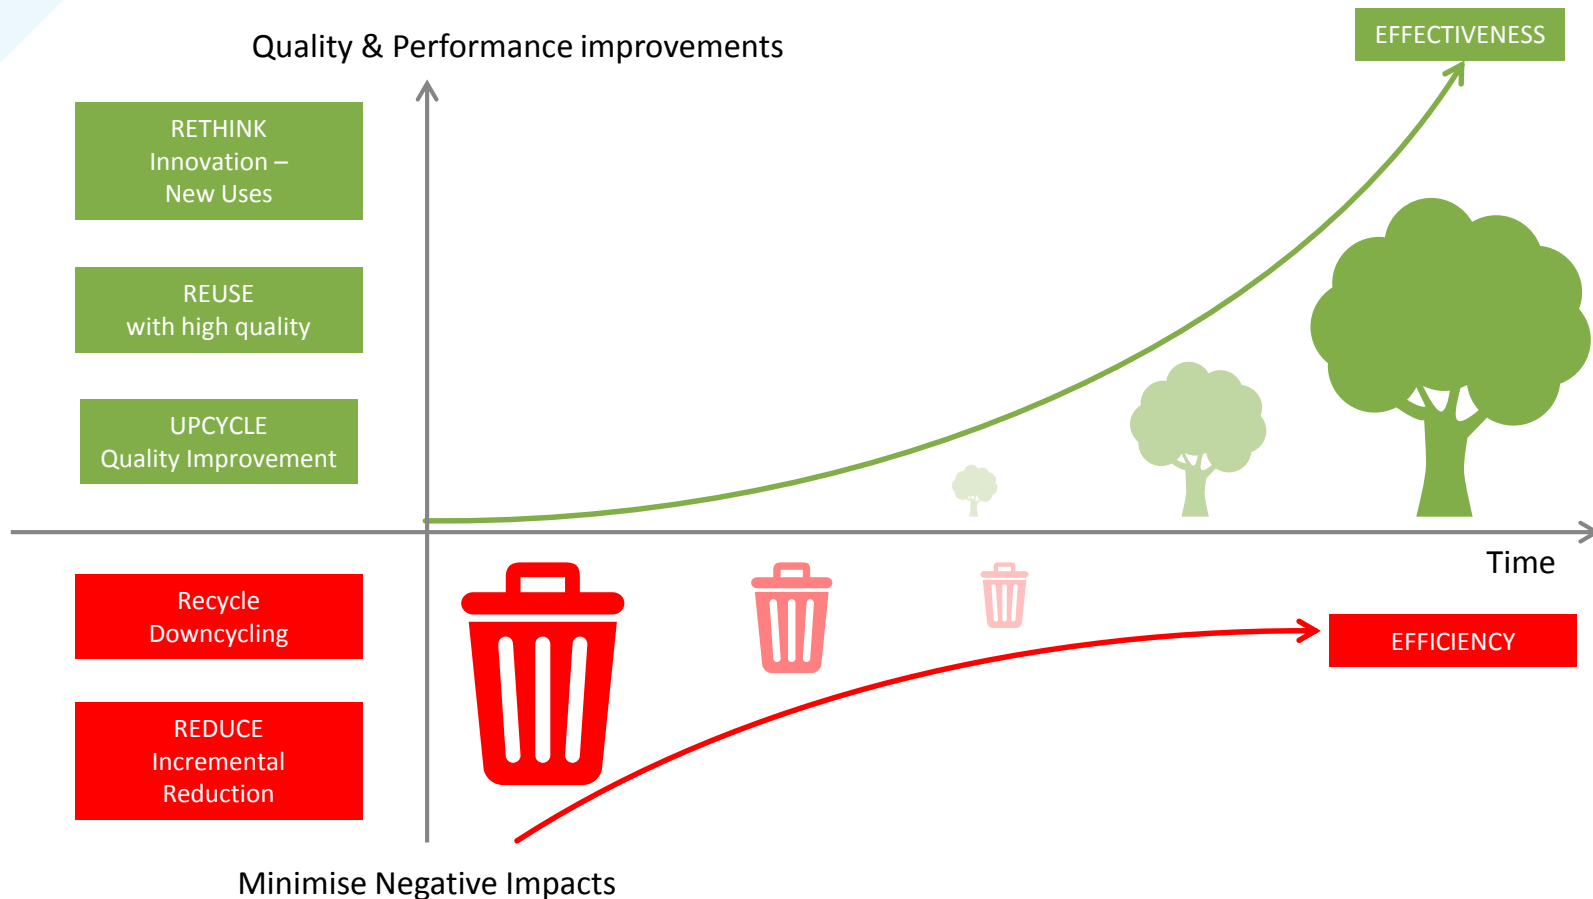 Quality & Performance improvements
EFFECTIVENESS
RETHINK
Innovation –
New Uses
REUSE
with high quality
UPCYCLE
Quality Improvement
Time
Recycle
Downcycling
EFFICIENCY
REDUCE
Incremental
Reduction
Minimise Negative Impacts